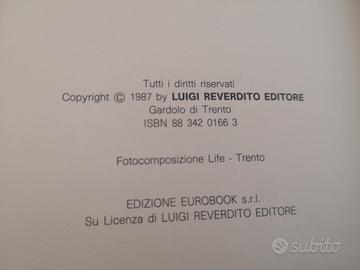 Tutti i diritti riservati
Copyright © 1987 by LUIGI REVERDITO EDITORE
Gardolo di Trento
ISBN 88 342 0166 3
Fotocomposizione Life - Trento
EDIZIONE EUROBOOK s.r.l.
Su Licenza di LUIGI REVERDITO EDITORE
subito